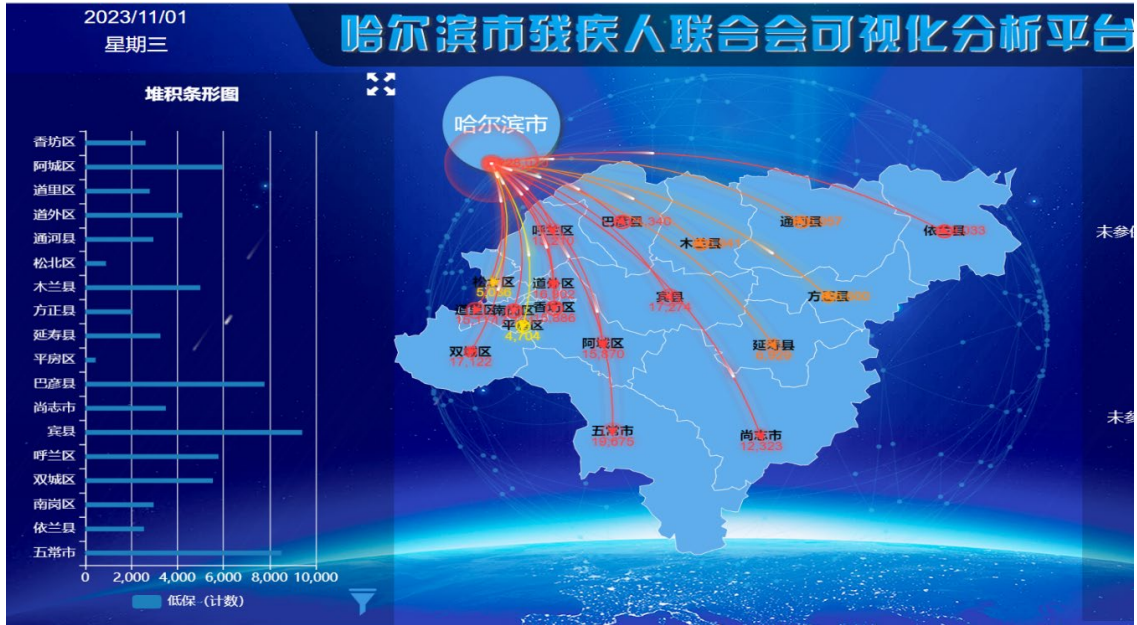 2023/11/01
星期三
哈尔滨市残疾人联合会可视化分析平台
堆积条形图
香坊区
阿城区
道里区
道外区
通河县
松北区
木兰县
方正县
延寿县
平房区
巴彦县
尚志市
宾县
呼兰区
双城区
南岗区
依兰县
五常市
0 2,000 4,000 6,000 8,000 10,000
低保 (计数)
哈尔滨市
呼兰区
巴彦县
通河县
依兰县
木兰县
道外区
宾县
17,274
香坊区
平房区
4,704
双城区
17,122
阿城区
15,870
延寿县
五常市
19,675
尚志市
12,323